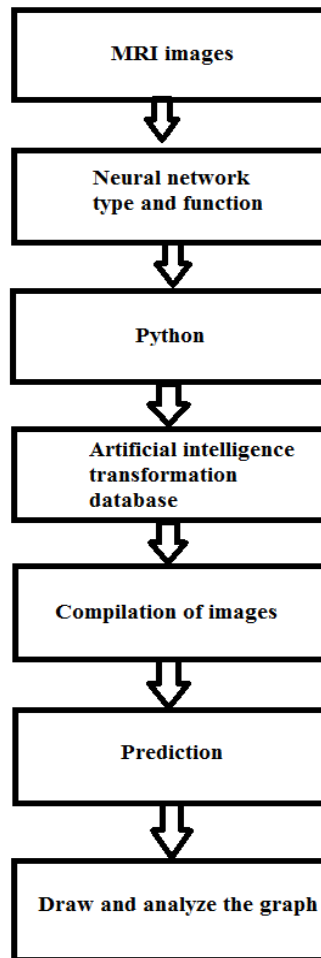 MRI images
Neural network
type and function
Python
Artificial intelligence
transformation
database
Compilation of images
Prediction
Draw and analyze the graph